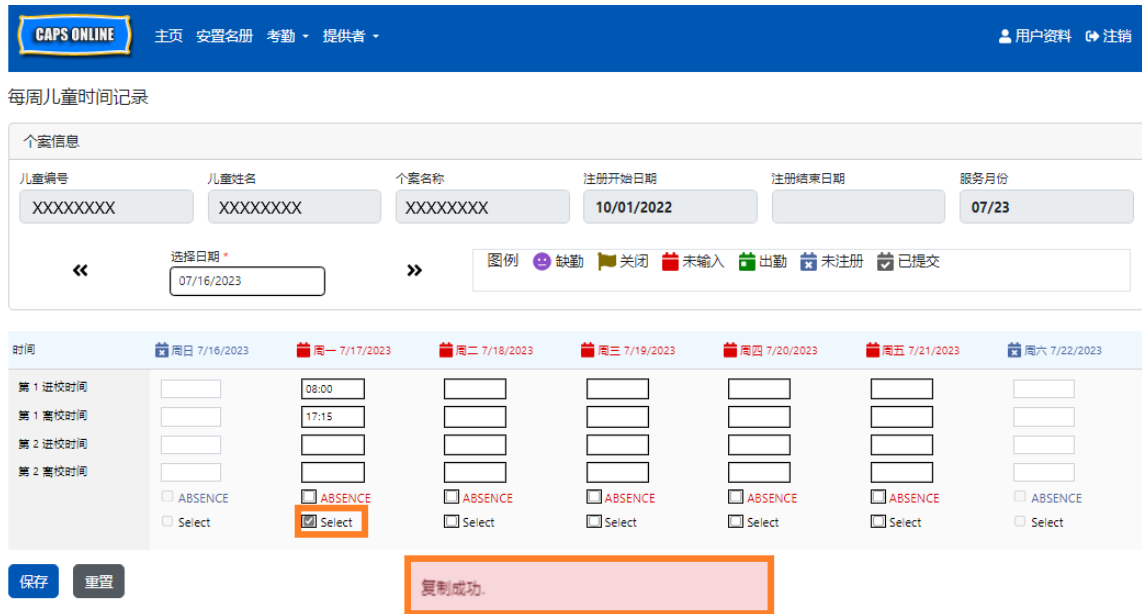 CAPS ONLINE 主页 安置名册 考勤 提供者 用户资料 注销
每周儿童时间记录
个案信息
儿童编号 儿童姓名 个案名称 注册开始日期 注册结束日期 服务月份
XXXXXXXX XXXXXXXX XXXXXXXX 10/01/2022 07/23
选择日期 * 图例 缺勤 关闭 未输入 出勤 未注册 已提交
« 07/16/2023 »
时间 周日 7/16/2023 周一 7/17/2023 周二 7/18/2023 周三 7/19/2023 周四 7/20/2023 周五 7/21/2023 周六 7/22/2023
第 1 进校时间 08:00
第 1 离校时间 17:15
第 2 进校时间
第 2 离校时间
ABSENCE ABSENCE ABSENCE ABSENCE ABSENCE ABSENCE ABSENCE
Select Select Select Select Select Select Select
保存 重置 复制成功.